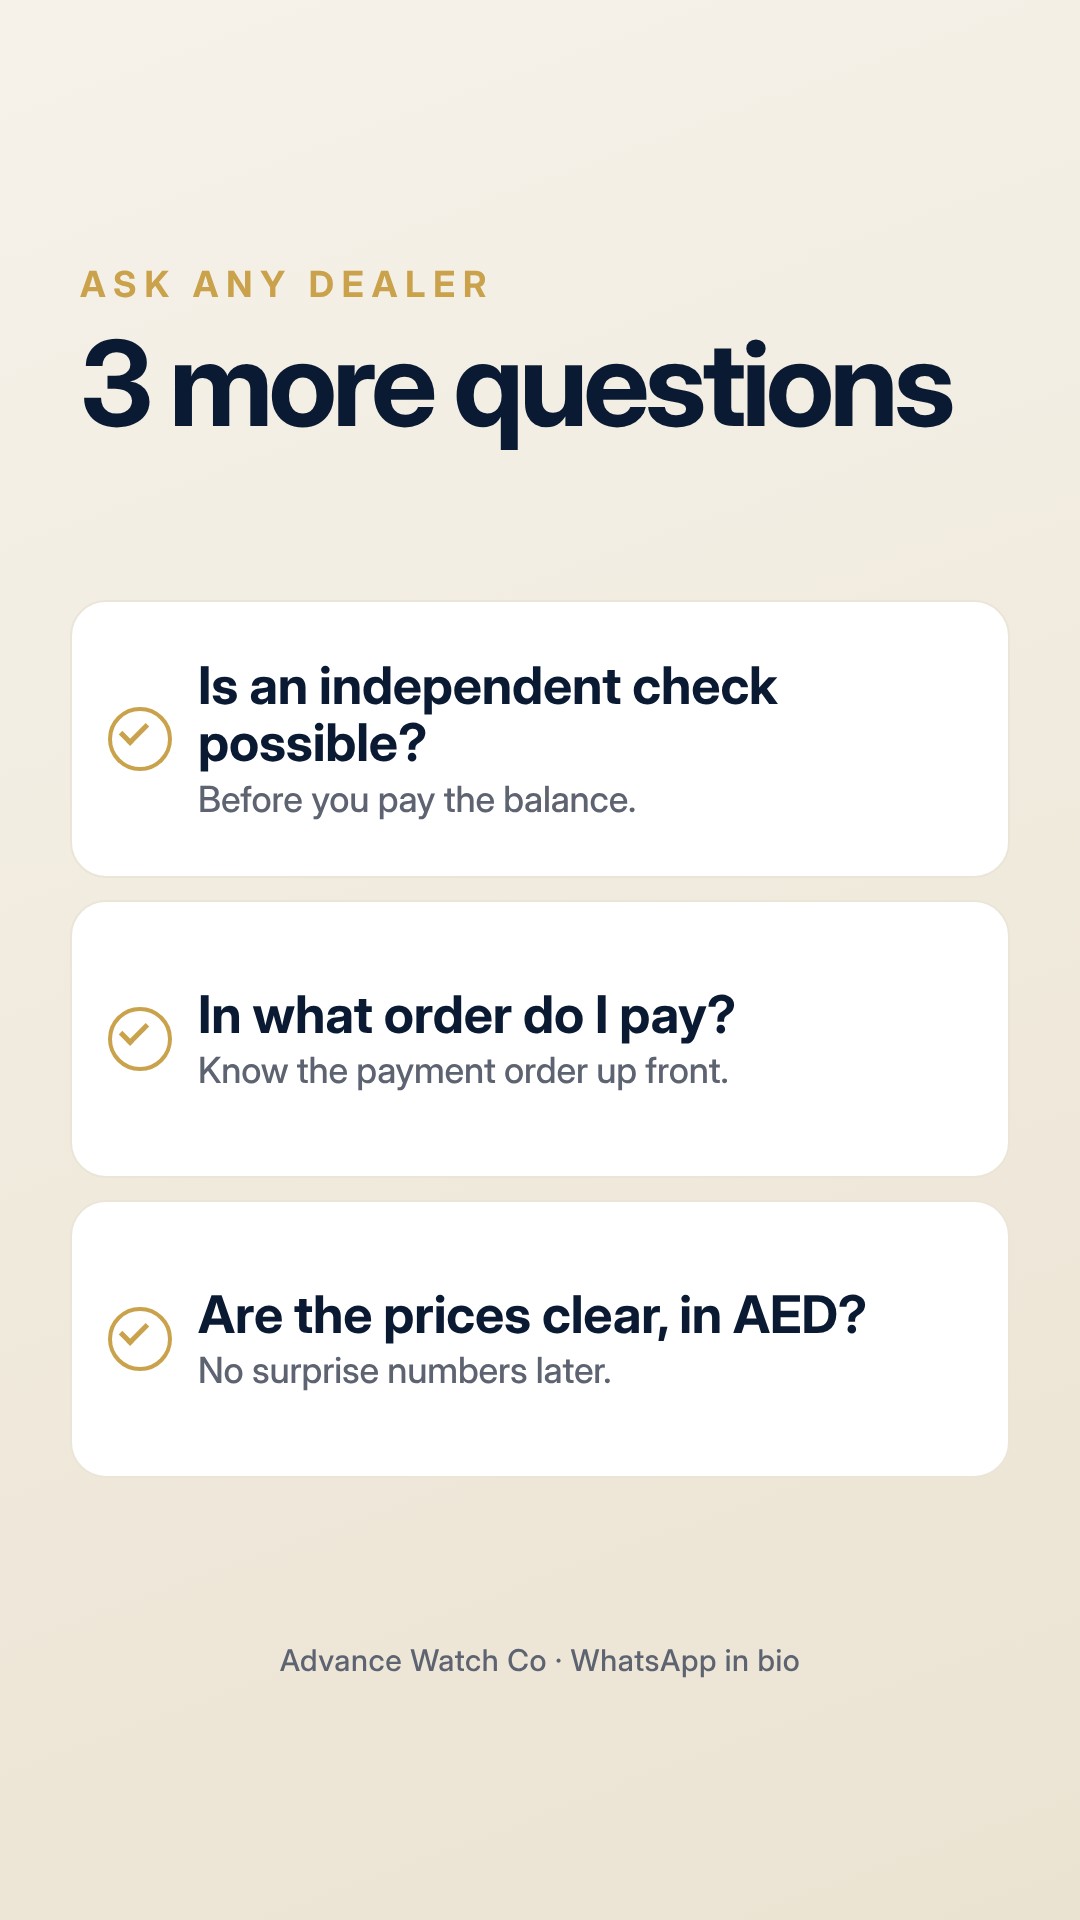 ASK ANY DEALER
3 more questions
Is an independent check
possible?
Before you pay the balance.
In what order do I pay?
Know the payment order up front.
Are the prices clear, in AED?
No surprise numbers later.
Advance Watch Co · WhatsApp in bio